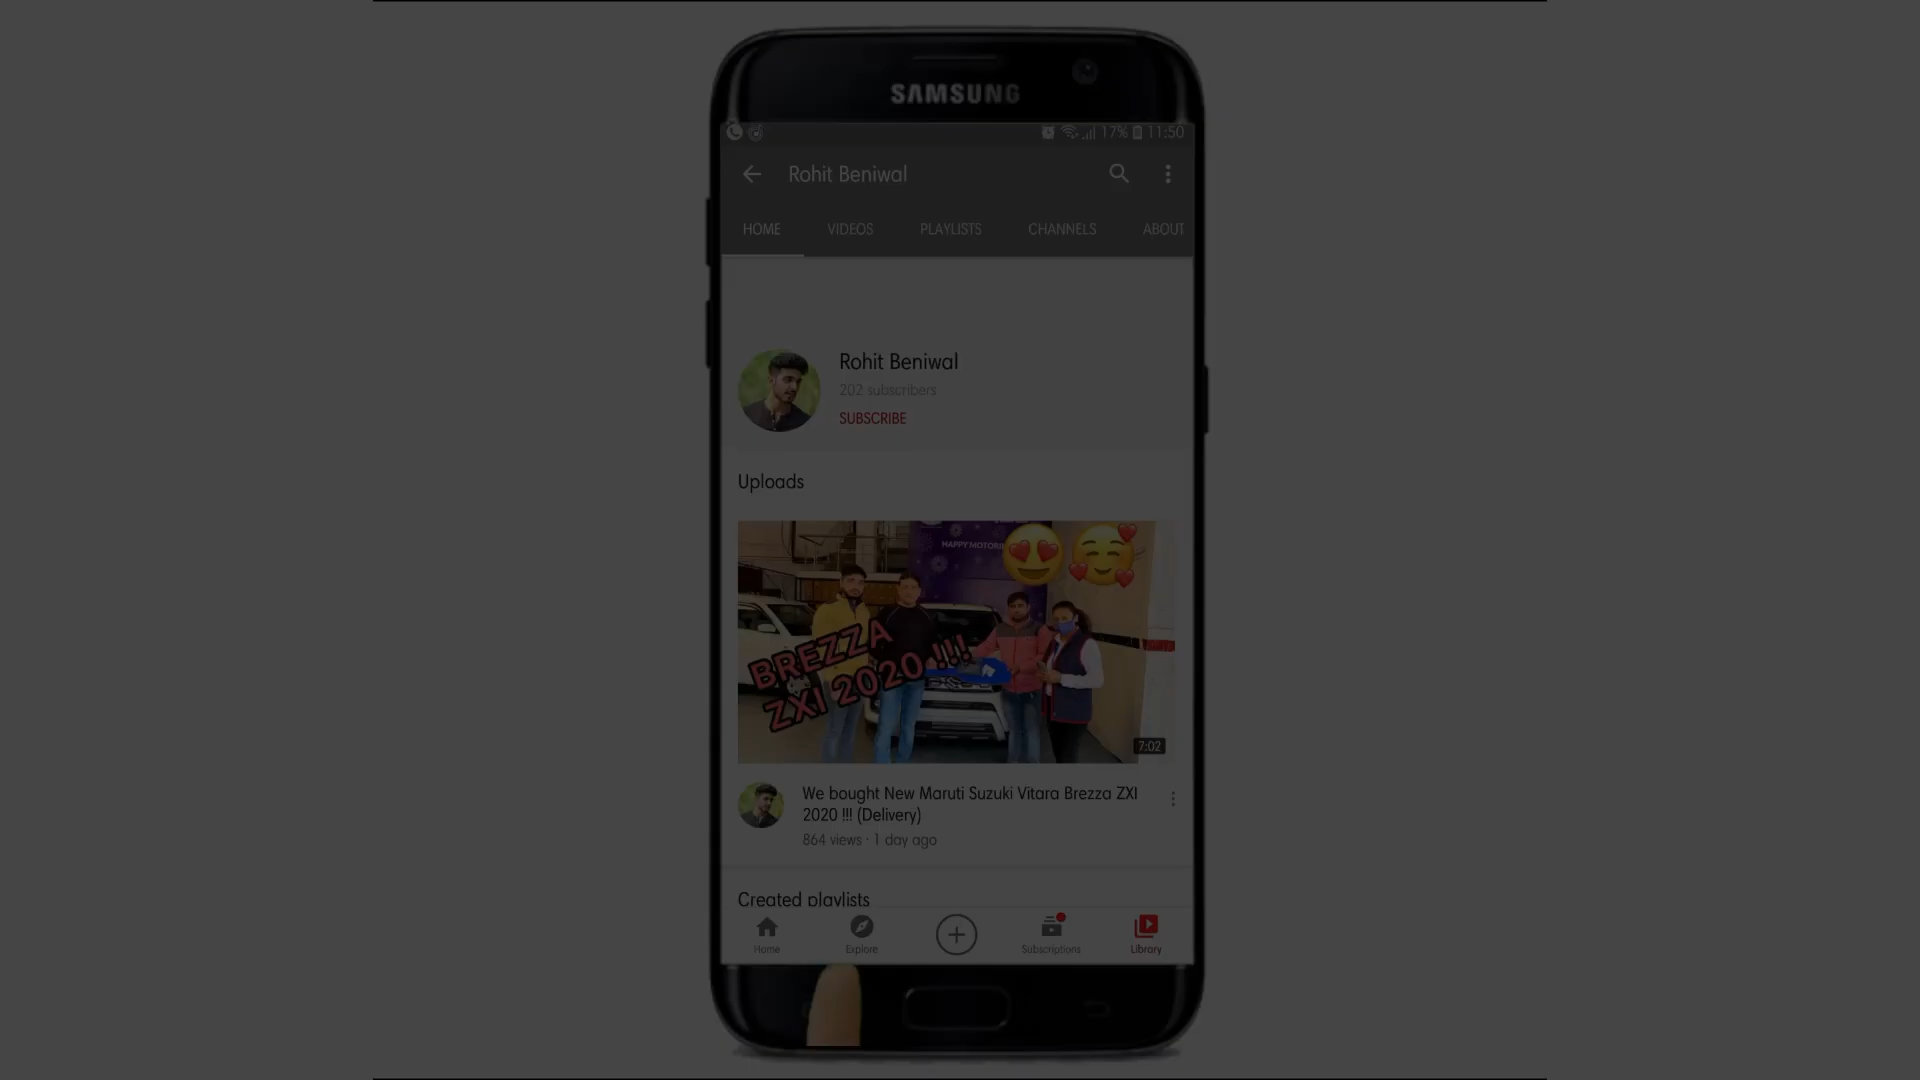 SAMSUNG
17% 11:50
Rohit Beniwal
HOME VIDEOS PLAYLISTS CHANNELS ABOUT
Rohit Beniwal
202 subscribers
SUBSCRIBE
Uploads
HAPPY MOTORS
BREZZA
ZXI 2020 !!!
7:02
We bought New Maruti Suzuki Vitara Brezza ZXI
2020 !!! (Delivery)
864 views · 1 day ago
Created playlists
Home Explore Subscriptions Library